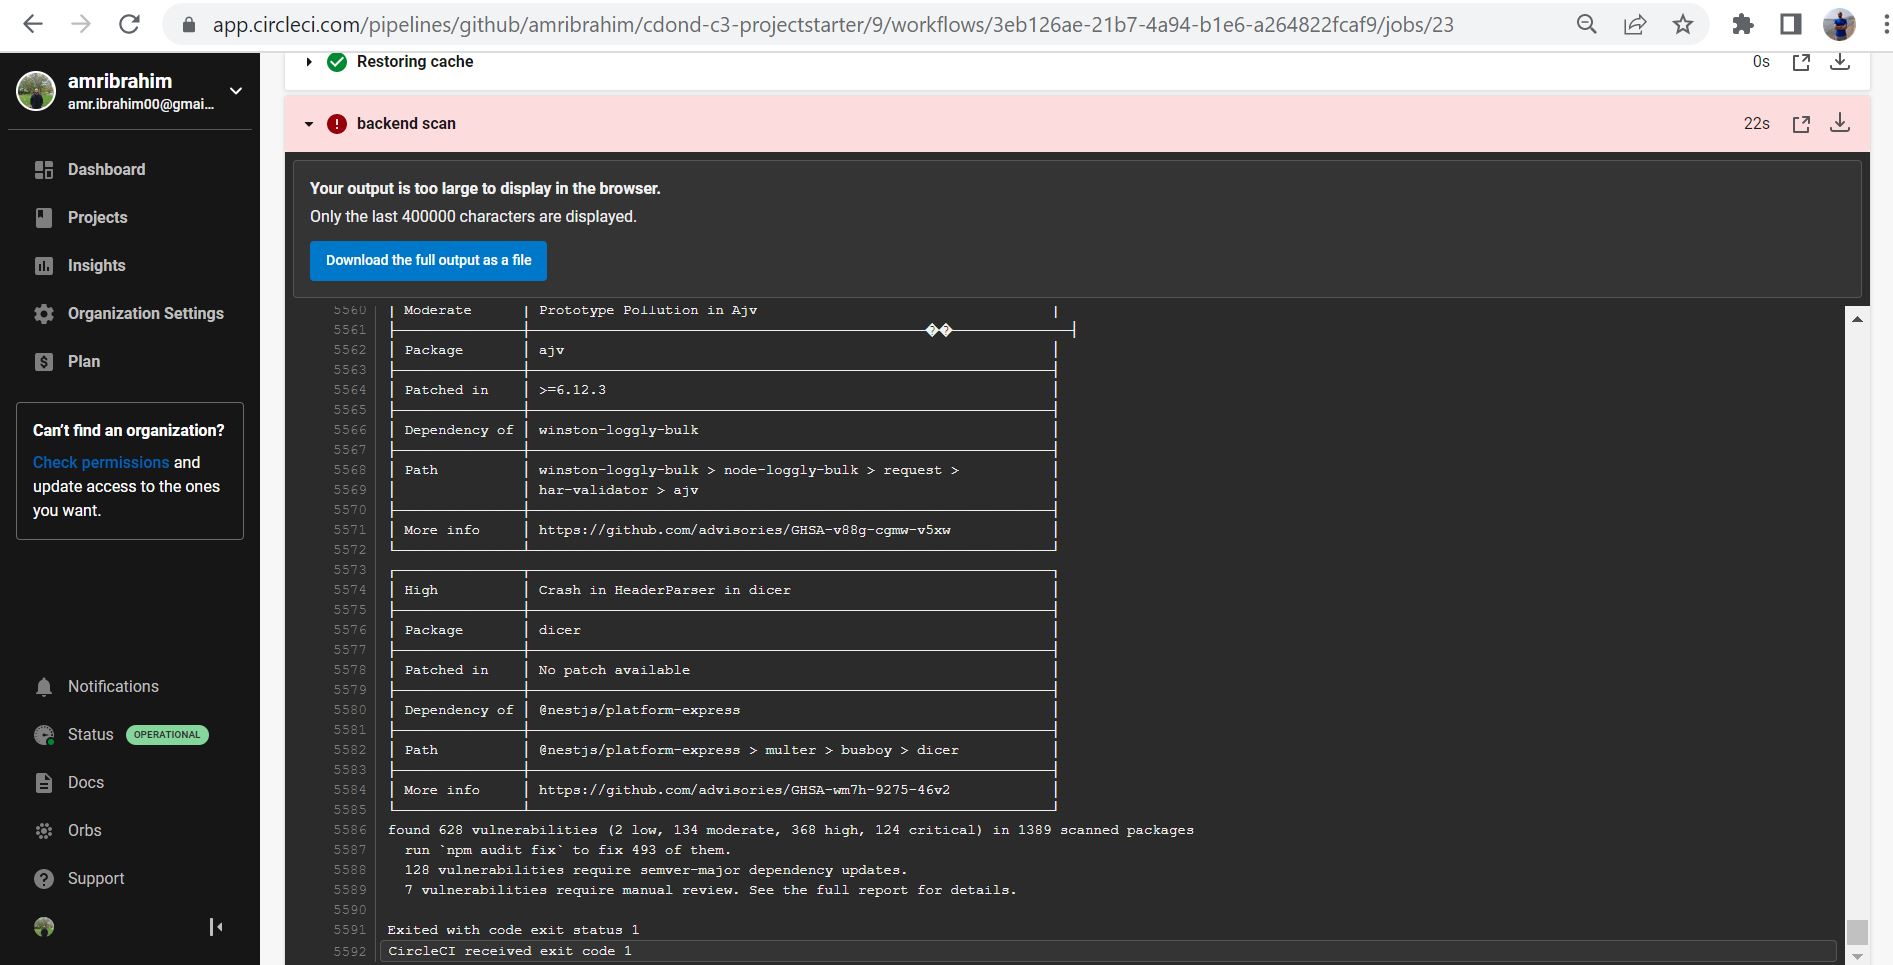 app.circleci.com/pipelines/github/amribrahim/cdond-c3-projectstarter/9/workflows/3eb126ae-21b7-4a94-b1e6-a264822fcaf9/jobs/23
amribrahim
amr.ibrahim00@gmai...
Dashboard
Projects
Insights
Organization Settings
Plan
Can't find an organization?
Check permissions and
update access to the ones
you want.
Notifications
Status OPERATIONAL
Docs
Orbs
Support
Restoring cache 0s
backend scan 22s
Your output is too large to display in the browser.
Only the last 400000 characters are displayed.
Download the full output as a file
5560 │ Moderate │ Prototype Pollution in Ajv │
5561 ��
5562 │ Package │ ajv │
5563
5564 │ Patched in │ >=6.12.3 │
5565
5566 │ Dependency of │ winston-loggly-bulk │
5567
5568 │ Path │ winston-loggly-bulk > node-loggly-bulk > request > │
5569 │ │ har-validator > ajv │
5570
5571 │ More info │ https://github.com/advisories/GHSA-v88g-cgmw-v5xw │
5572
5573
5574 │ High │ Crash in HeaderParser in dicer │
5575
5576 │ Package │ dicer │
5577
5578 │ Patched in │ No patch available │
5579
5580 │ Dependency of │ @nestjs/platform-express │
5581
5582 │ Path │ @nestjs/platform-express > multer > busboy > dicer │
5583
5584 │ More info │ https://github.com/advisories/GHSA-wm7h-9275-46v2 │
5585
5586 found 628 vulnerabilities (2 low, 134 moderate, 368 high, 124 critical) in 1389 scanned packages
5587 run `npm audit fix` to fix 493 of them.
5588 128 vulnerabilities require semver-major dependency updates.
5589 7 vulnerabilities require manual review. See the full report for details.
5590
5591 Exited with code exit status 1
5592 CircleCI received exit code 1